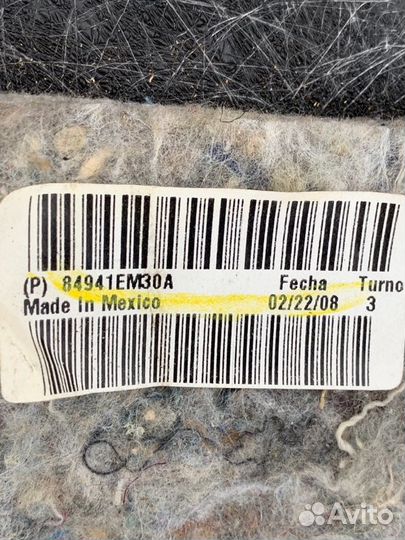 (P) 84941EM30A Fecha Turno
Made in Mexico 02/22/08 3
Avito